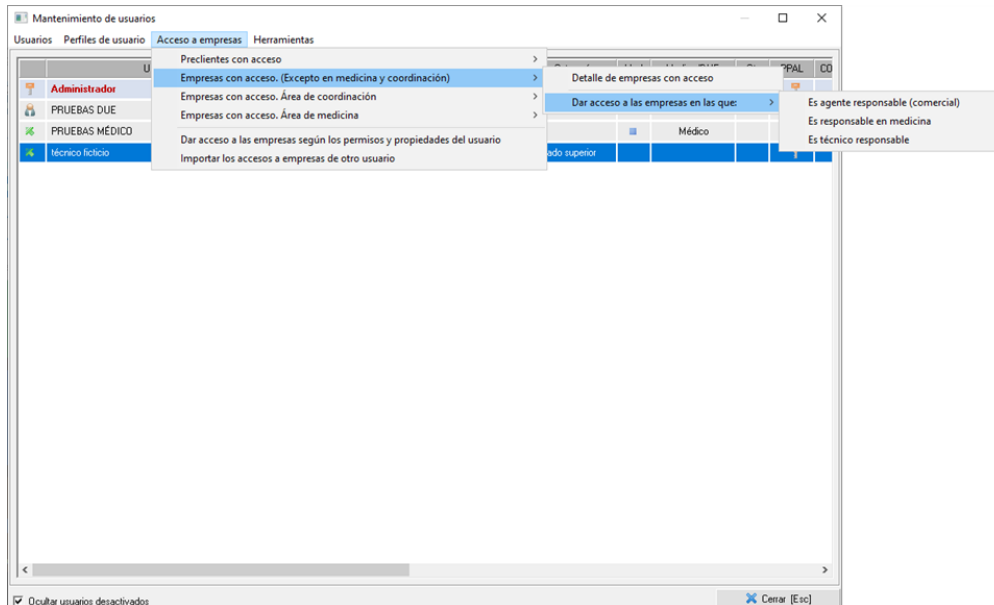 Mantenimiento de usuarios
Usuarios Perfiles de usuario Acceso a empresas Herramientas
Preclientes con acceso
Empresas con acceso. (Excepto en medicina y coordinación)
Empresas con acceso. Área de coordinación
Empresas con acceso. Área de medicina
Dar acceso a las empresas según los permisos y propiedades del usuario
Importar los accesos a empresas de otro usuario
Detalle de empresas con acceso
Dar acceso a las empresas en las que:
Es agente responsable (comercial)
Es responsable en medicina
Es técnico responsable
U PPAL CO
Administrador
PRUEBAS DUE
PRUEBAS MÉDICO Médico
técnico ficticio ado superior
Ocultar usuarios desactivados
Cerrar [Esc]